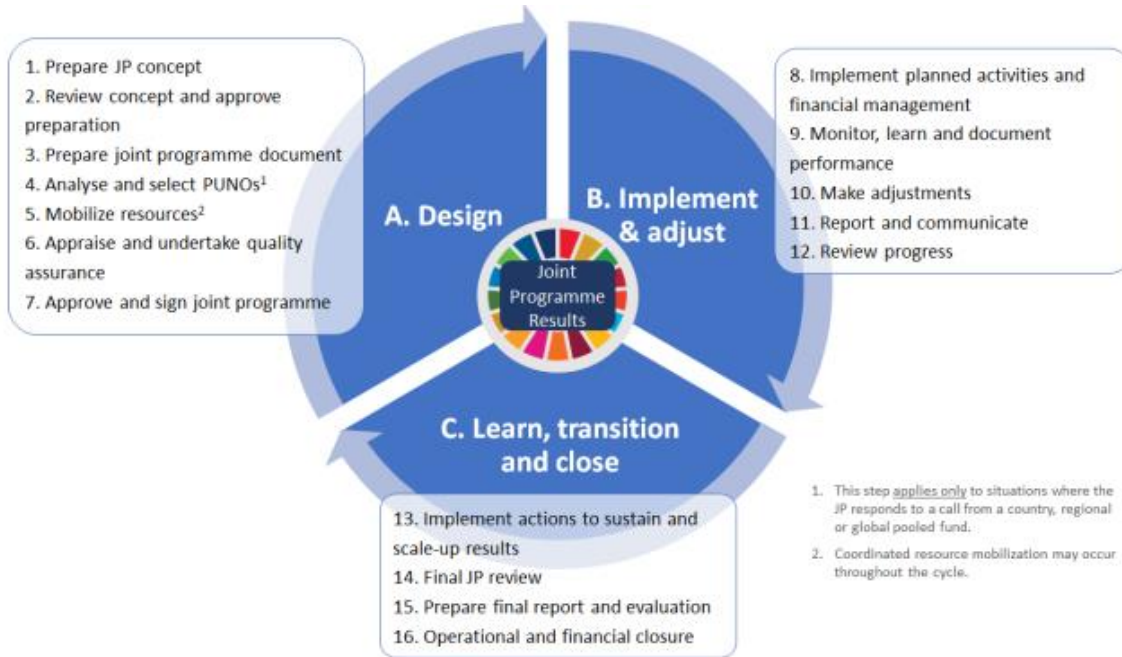 1. Prepare JP concept
2. Review concept and approve
preparation
3. Prepare joint programme document
4. Analyse and select PUNOs¹
5. Mobilize resources²
6. Appraise and undertake quality
assurance
7. Approve and sign joint programme
A. Design
B. Implement
& adjust
8. Implement planned activities and
financial management
9. Monitor, learn and document
performance
10. Make adjustments
11. Report and communicate
12. Review progress
Joint
Programme
Results
C. Learn, transition
and close
13. Implement actions to sustain and
scale-up results
14. Final JP review
15. Prepare final report and evaluation
16. Operational and financial closure
1. This step applies only to situations where the
JP responds to a call from a country, regional
or global pooled fund.
2. Coordinated resource mobilization may occur
throughout the cycle.